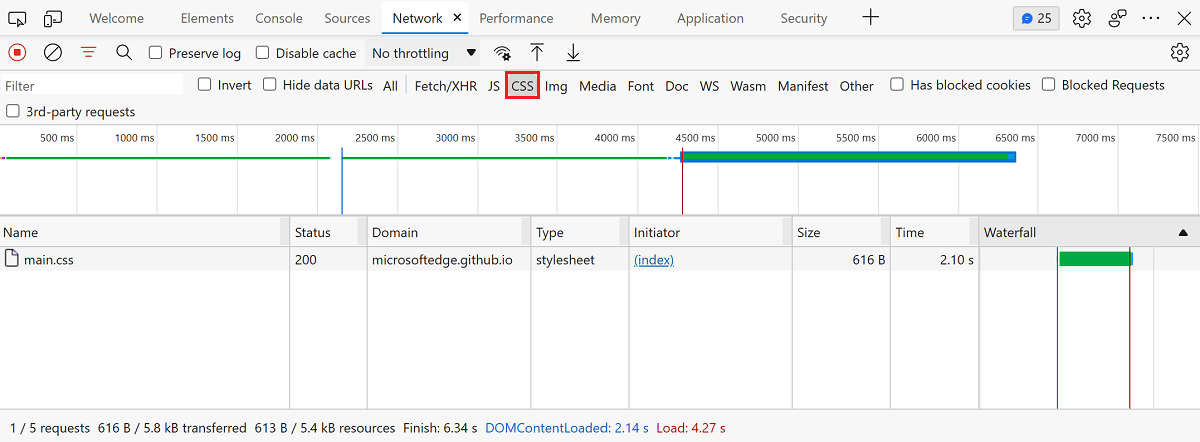 Welcome Elements Console Sources Network Performance Memory Application Security 25
Preserve log Disable cache No throttling
Filter Invert Hide data URLs All Fetch/XHR JS CSS Img Media Font Doc WS Wasm Manifest Other Has blocked cookies Blocked Requests
3rd-party requests
500 ms 1000 ms 1500 ms 2000 ms 2500 ms 3000 ms 3500 ms 4000 ms 4500 ms 5000 ms 5500 ms 6000 ms 6500 ms 7000 ms 7500 ms
Name Status Domain Type Initiator Size Time Waterfall
main.css 200 microsoftedge.github.io stylesheet (index) 616 B 2.10 s
1 / 5 requests 616 B / 5.8 kB transferred 613 B / 5.4 kB resources Finish: 6.34 s DOMContentLoaded: 2.14 s Load: 4.27 s